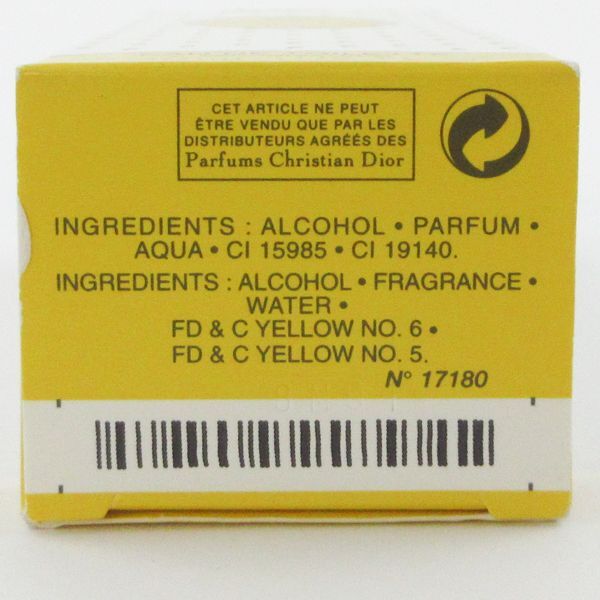 CET ARTICLE NE PEUT
ÊTRE VENDU QUE PAR LES
DISTRIBUTEURS AGRÉÉS DES
Parfums Christian Dior
INGREDIENTS : ALCOHOL • PARFUM •
AQUA • CI 15985 • CI 19140.
INGREDIENTS : ALCOHOL • FRAGRANCE •
WATER •
FD & C YELLOW NO. 6 •
FD & C YELLOW NO. 5.
N° 17180